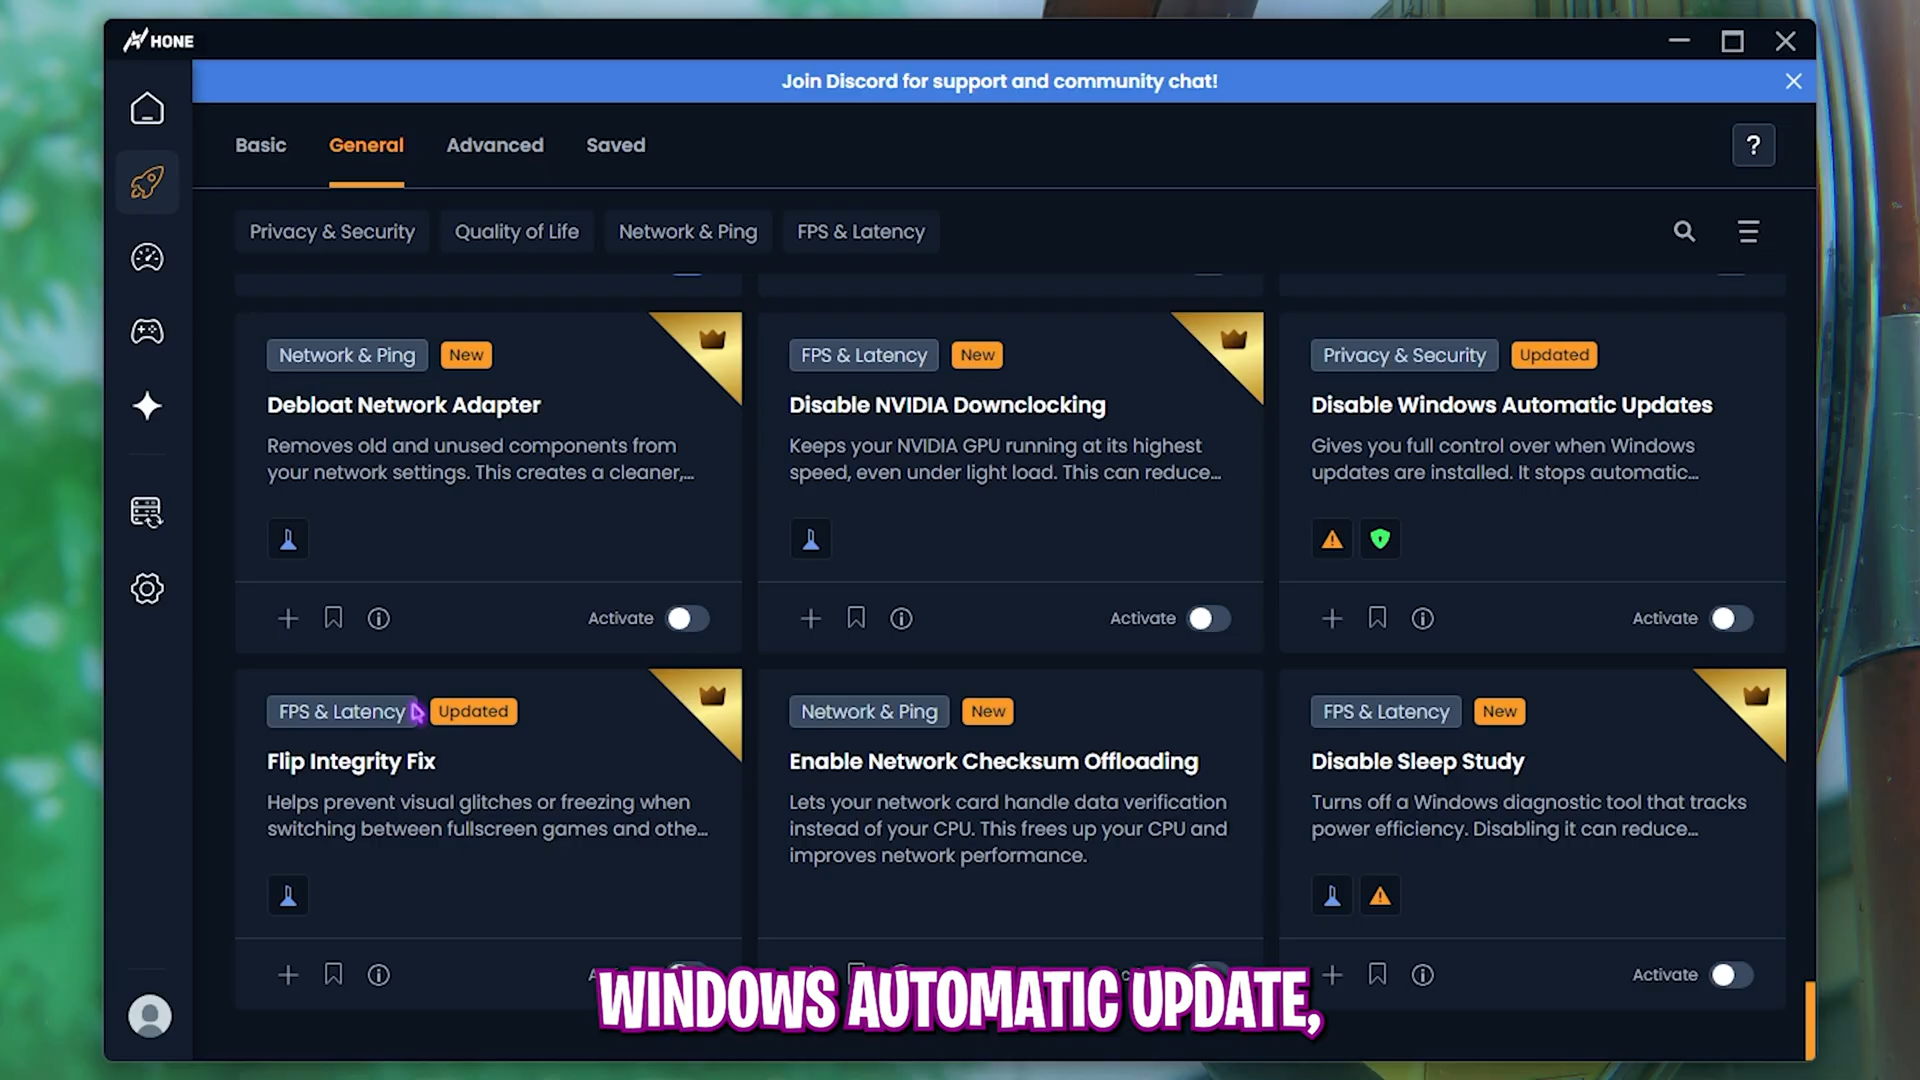 HONE
Join Discord for support and community chat!
Basic
General
Advanced
Saved
?
Privacy & Security
Quality of Life
Network & Ping
FPS & Latency
Network & Ping
New
Debloat Network Adapter
Removes old and unused components from
your network settings. This creates a cleaner,...
Activate
FPS & Latency
New
Disable NVIDIA Downclocking
Keeps your NVIDIA GPU running at its highest
speed, even under light load. This can reduce...
Activate
Privacy & Security
Updated
Disable Windows Automatic Updates
Gives you full control over when Windows
updates are installed. It stops automatic...
Activate
FPS & Latency
Updated
Flip Integrity Fix
Helps prevent visual glitches or freezing when
switching between fullscreen games and othe...
Network & Ping
New
Enable Network Checksum Offloading
Lets your network card handle data verification
instead of your CPU. This frees up your CPU and
improves network performance.
FPS & Latency
New
Disable Sleep Study
Turns off a Windows diagnostic tool that tracks
power efficiency. Disabling it can reduce...
Activate
WINDOWS AUTOMATIC UPDATE,